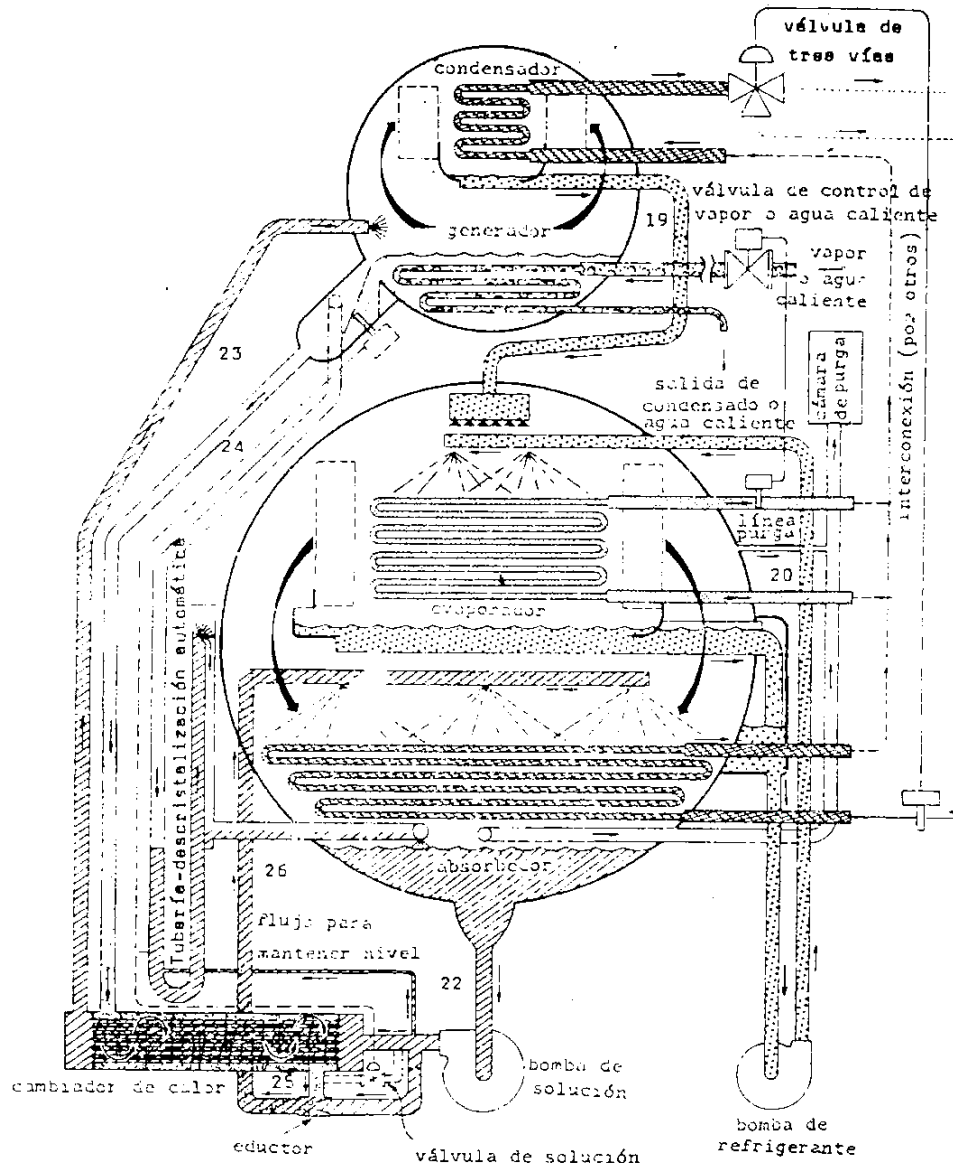 válvula de
tres vías
condensador
válvula de control de
vapor o agua caliente
19
generador
vapor
o agua
caliente
23
salida de
condensado o
agua caliente
cámara
de purga
interconexión (por otros)
24
línea
purga
20
evaporador
Tubería-descristalización automática
absorbedor
26
flujo para
mantener nivel
22
cambiador de calor
25
bomba de
solución
eductor
válvula de solución
bomba de
refrigerante